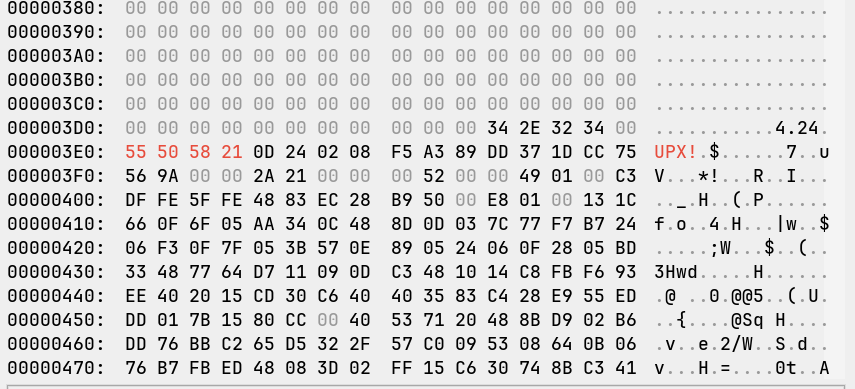 00000380: 00 00 00 00 00 00 00 00 00 00 00 00 00 00 00 00 ................
00000390: 00 00 00 00 00 00 00 00 00 00 00 00 00 00 00 00 ................
000003A0: 00 00 00 00 00 00 00 00 00 00 00 00 00 00 00 00 ................
000003B0: 00 00 00 00 00 00 00 00 00 00 00 00 00 00 00 00 ................
000003C0: 00 00 00 00 00 00 00 00 00 00 00 00 00 00 00 00 ................
000003D0: 00 00 00 00 00 00 00 00 00 00 00 34 2E 32 34 00 ...........4.24.
000003E0: 55 50 58 21 0D 24 02 08 F5 A3 89 DD 37 1D CC 75 UPX!.$......7..u
000003F0: 56 9A 00 00 2A 21 00 00 00 52 00 00 49 01 00 C3 V...*!...R..I...
00000400: DF FE 5F FE 48 83 EC 28 B9 50 00 E8 01 00 13 1C .._.H..(.P......
00000410: 66 0F 6F 05 AA 34 0C 48 8D 0D 03 7C 77 F7 B7 24 f.o..4.H...|w..$
00000420: 06 F3 0F 7F 05 3B 57 0E 89 05 24 06 0F 28 05 BD .....;W...$..(..
00000430: 33 48 77 64 D7 11 09 0D C3 48 10 14 C8 FB F6 93 3Hwd.....H......
00000440: EE 40 20 15 CD 30 C6 40 40 35 83 C4 28 E9 55 ED .@ ..0.@@5..(.U.
00000450: DD 01 7B 15 80 CC 00 40 53 71 20 48 8B D9 02 B6 ..{....@Sq H....
00000460: DD 76 BB C2 65 D5 32 2F 57 C0 09 53 08 64 0B 06 .v..e.2/W..S.d..
00000470: 76 B7 FB ED 48 08 3D 02 FF 15 C6 30 74 8B C3 41 v...H.=....0t..A